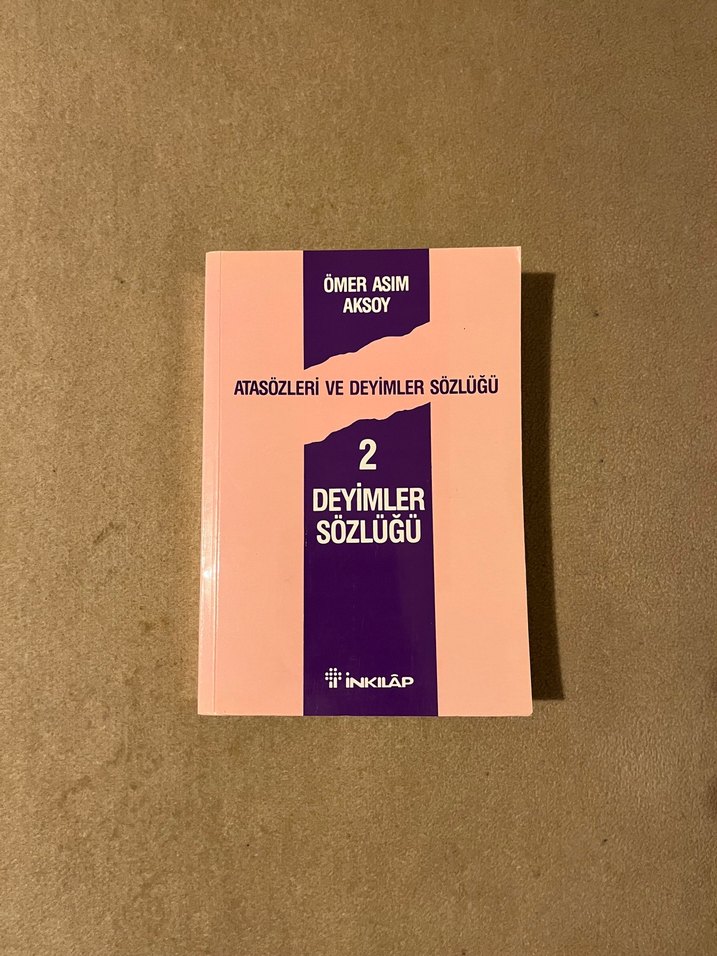 ÖMER ASIM
AKSOY
ATASÖZLERİ VE DEYİMLER SÖZLÜĞÜ
2
DEYİMLER
SÖZLÜĞÜ
İNKILÂP